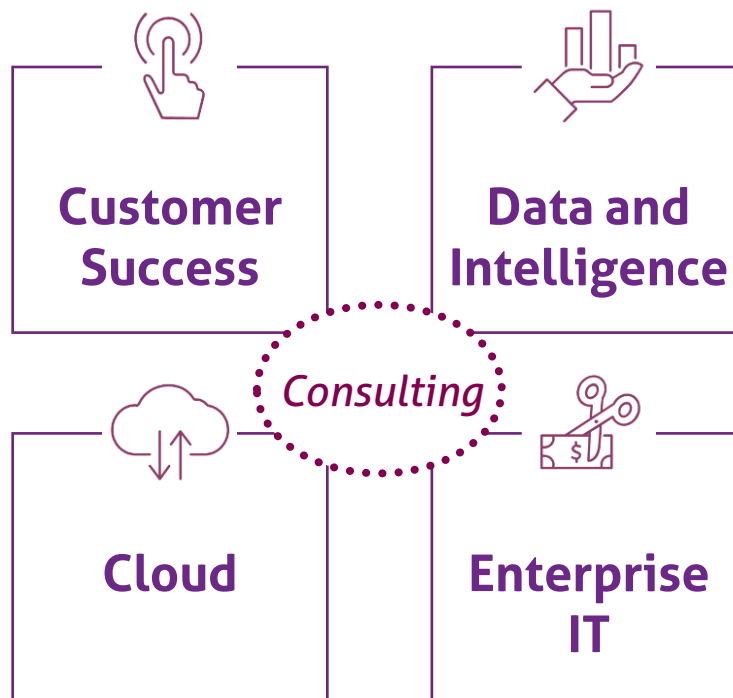 Customer
Success
Data and
Intelligence
Consulting
$
Cloud
Enterprise
IT